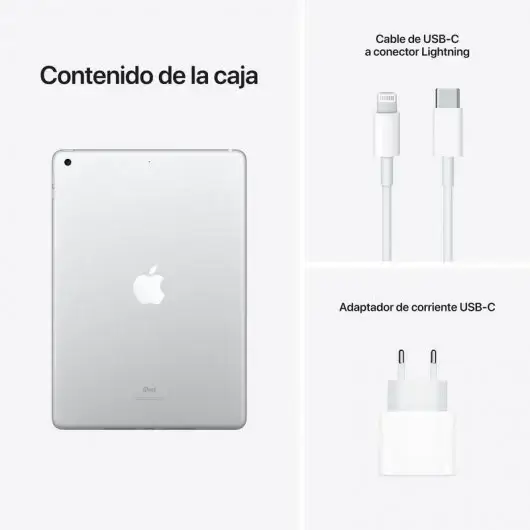 Contenido de la caja
Cable de USB-C
a conector Lightning
Adaptador de corriente USB-C
iPad